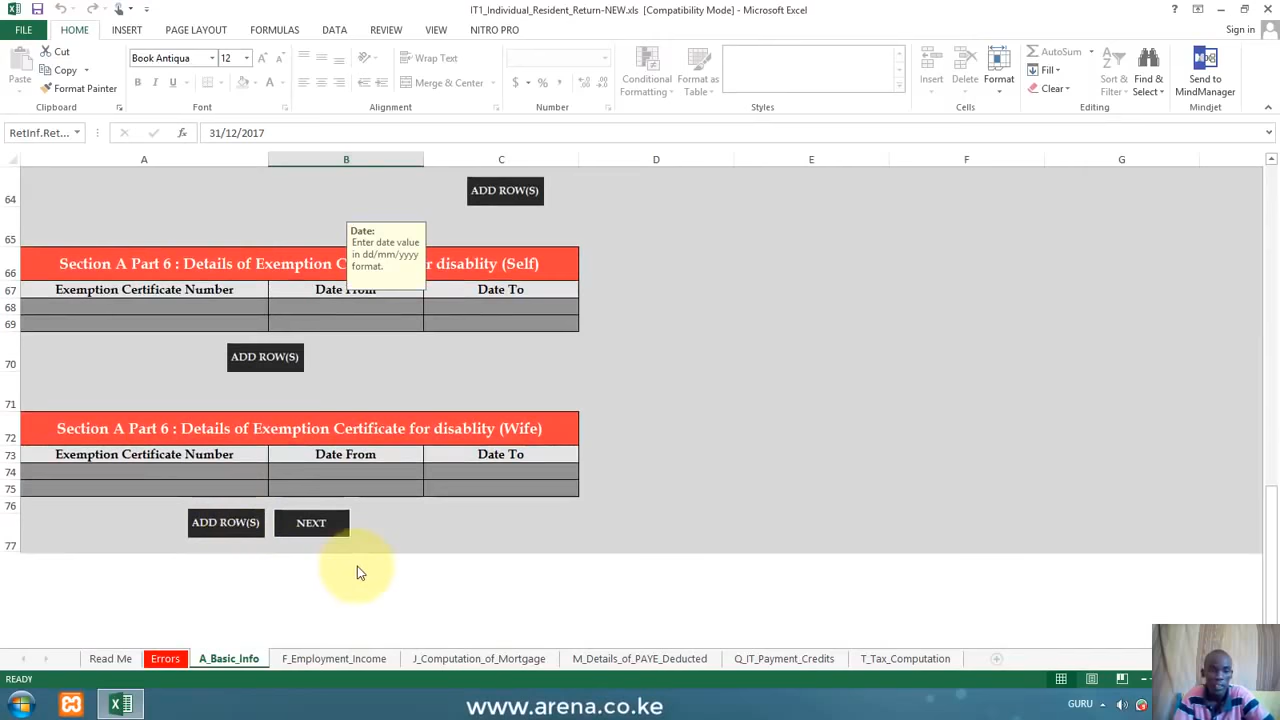 IT1_Individual_Resident_Return-NEW.xls [Compatibility Mode] - Microsoft Excel
FILE HOME INSERT PAGE LAYOUT FORMULAS DATA REVIEW VIEW NITRO PRO Sign in
Paste
Cut
Copy
Format Painter
Clipboard
Book Antiqua 12
B I U
Font
Wrap Text
Merge & Center
Alignment
$ % ,
Number
Conditional Formatting
Format as Table
Styles
Insert Delete Format
Cells
AutoSum
Fill
Clear
Sort & Filter
Find & Select
Editing
Send to MindManager
Mindjet
RetInf.Ret... fx 31/12/2017
A B C D E F G
64 ADD ROW(S)
65
Date:
Enter date value
in dd/mm/yyyy
format.
66 Section A Part 6 : Details of Exemption C r disablity (Self)
67 Exemption Certificate Number Date From Date To
68
69
70 ADD ROW(S)
71
72 Section A Part 6 : Details of Exemption Certificate for disablity (Wife)
73 Exemption Certificate Number Date From Date To
74
75
76
ADD ROW(S) NEXT
77
Read Me Errors A_Basic_Info F_Employment_Income J_Computation_of_Mortgage M_Details_of_PAYE_Deducted Q_IT_Payment_Credits T_Tax_Computation
READY
www.arena.co.ke
GURU